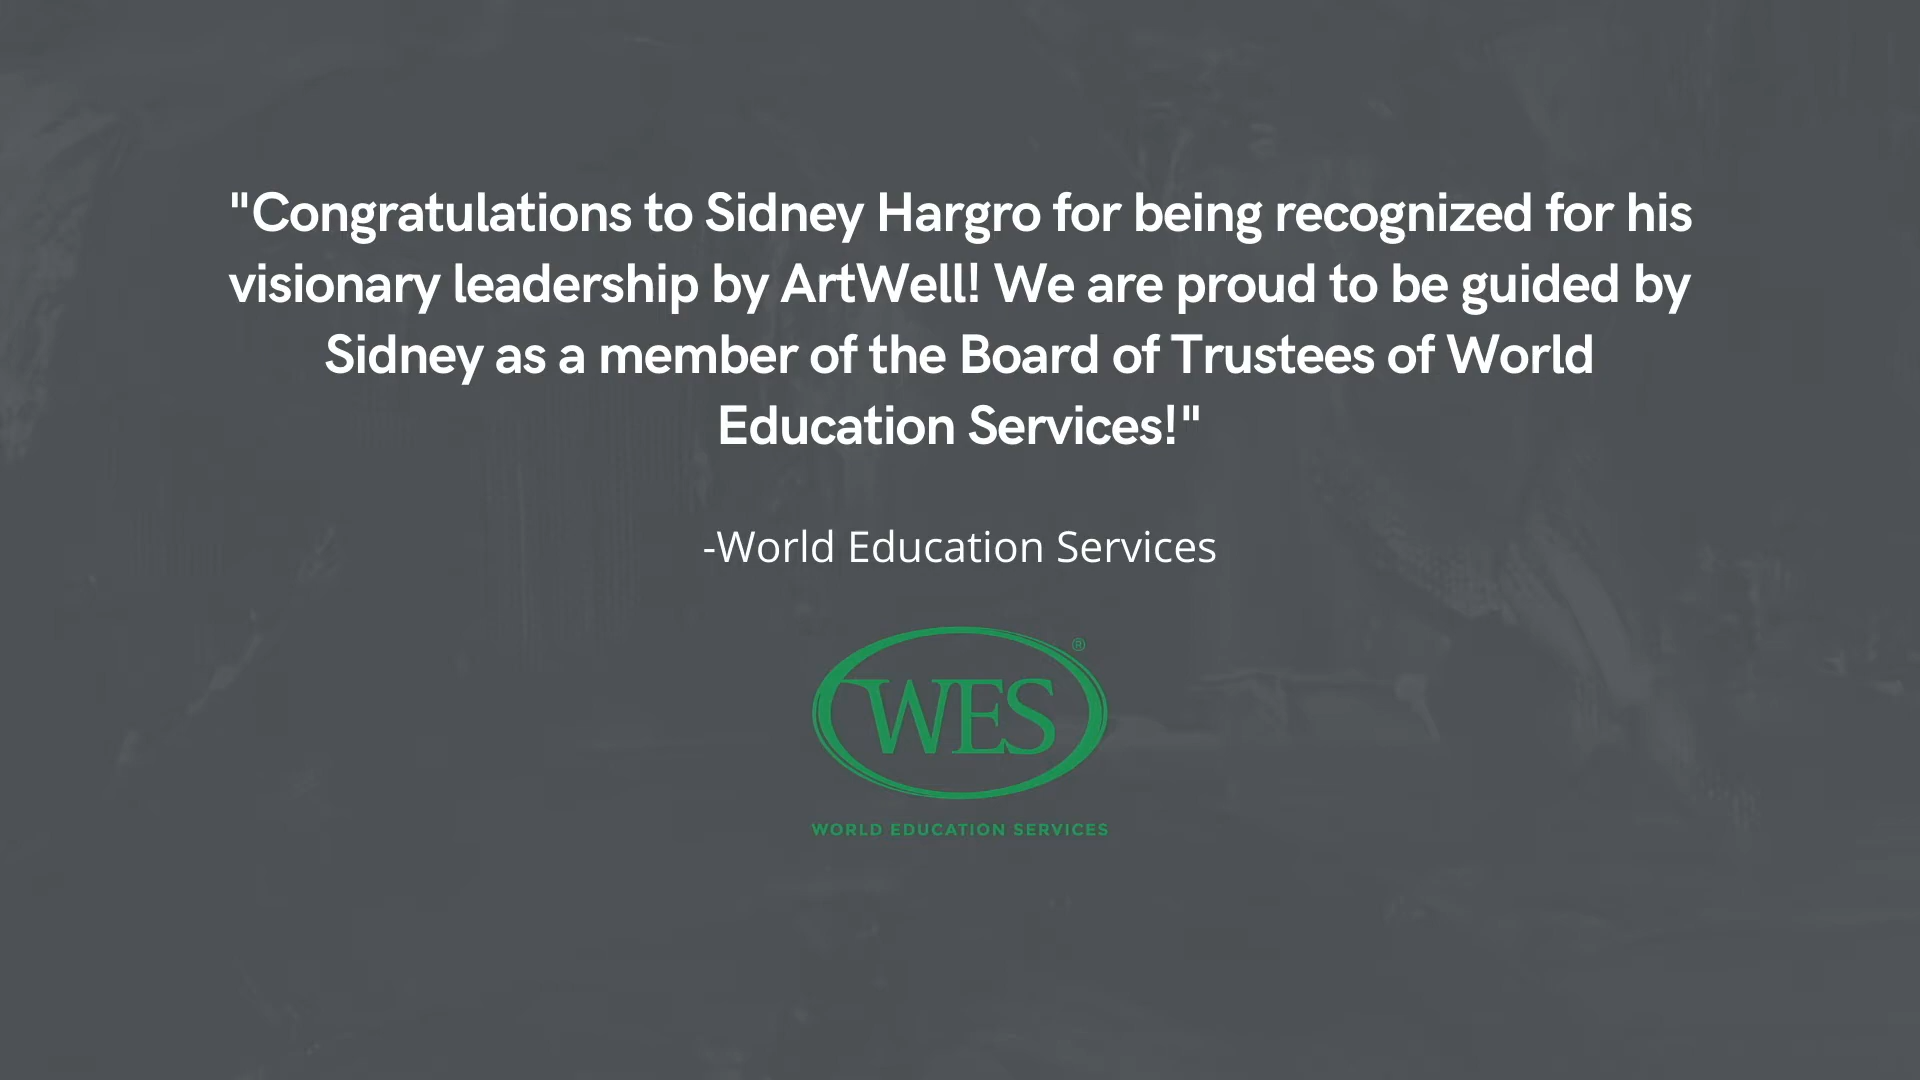 "Congratulations to Sidney Hargro for being recognized for his
visionary leadership by ArtWell! We are proud to be guided by
Sidney as a member of the Board of Trustees of World
Education Services!"
-World Education Services
®
WES
WORLD EDUCATION SERVICES